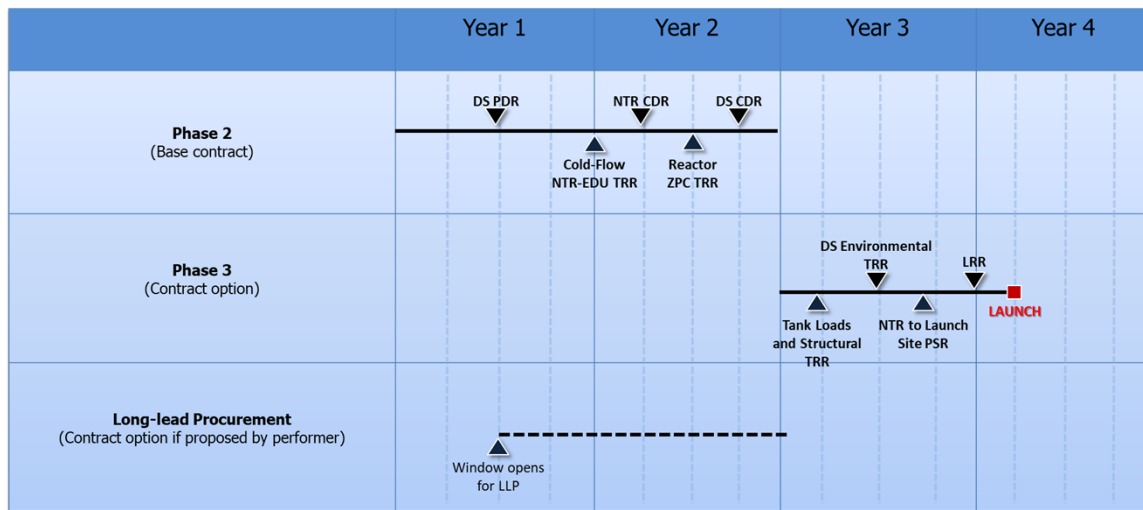 Year 1
Year 2
Year 3
Year 4
Phase 2
(Base contract)
DS PDR
NTR CDR
DS CDR
Cold-Flow
NTR-EDU TRR
Reactor
ZPC TRR
Phase 3
(Contract option)
DS Environmental
TRR
LRR
Tank Loads
and Structural
TRR
NTR to Launch
Site PSR
LAUNCH
Long-lead Procurement
(Contract option if proposed by performer)
Window opens
for LLP